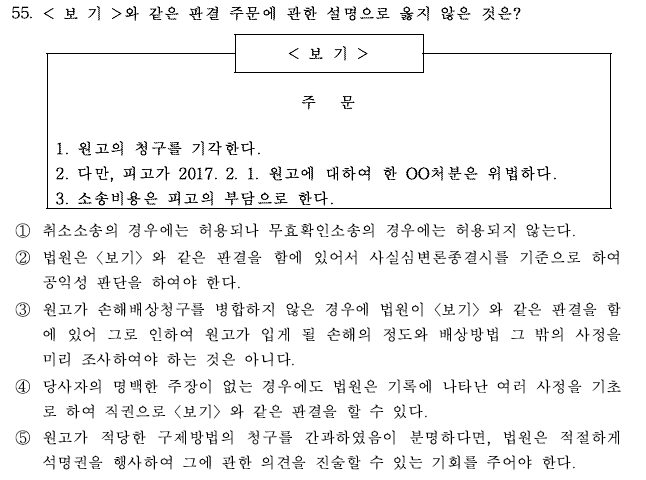 55. < 보 기 >와 같은 판결 주문에 관한 설명으로 옳지 않은 것은?
< 보 기 >
주 문
1. 원고의 청구를 기각한다.
2. 다만, 피고가 2017. 2. 1. 원고에 대하여 한 OO처분은 위법하다.
3. 소송비용은 피고의 부담으로 한다.
① 취소소송의 경우에는 허용되나 무효확인소송의 경우에는 허용되지 않는다.
② 법원은 〈보기〉와 같은 판결을 함에 있어서 사실심변론종결시를 기준으로 하여
공익성 판단을 하여야 한다.
③ 원고가 손해배상청구를 병합하지 않은 경우에 법원이 〈보기〉와 같은 판결을 함
에 있어 그로 인하여 원고가 입게 될 손해의 정도와 배상방법 그 밖의 사정을
미리 조사하여야 하는 것은 아니다.
④ 당사자의 명백한 주장이 없는 경우에도 법원은 기록에 나타난 여러 사정을 기초
로 하여 직권으로 〈보기〉와 같은 판결을 할 수 있다.
⑤ 원고가 적당한 구제방법의 청구를 간과하였음이 분명하다면, 법원은 적절하게
석명권을 행사하여 그에 관한 의견을 진술할 수 있는 기회를 주어야 한다.